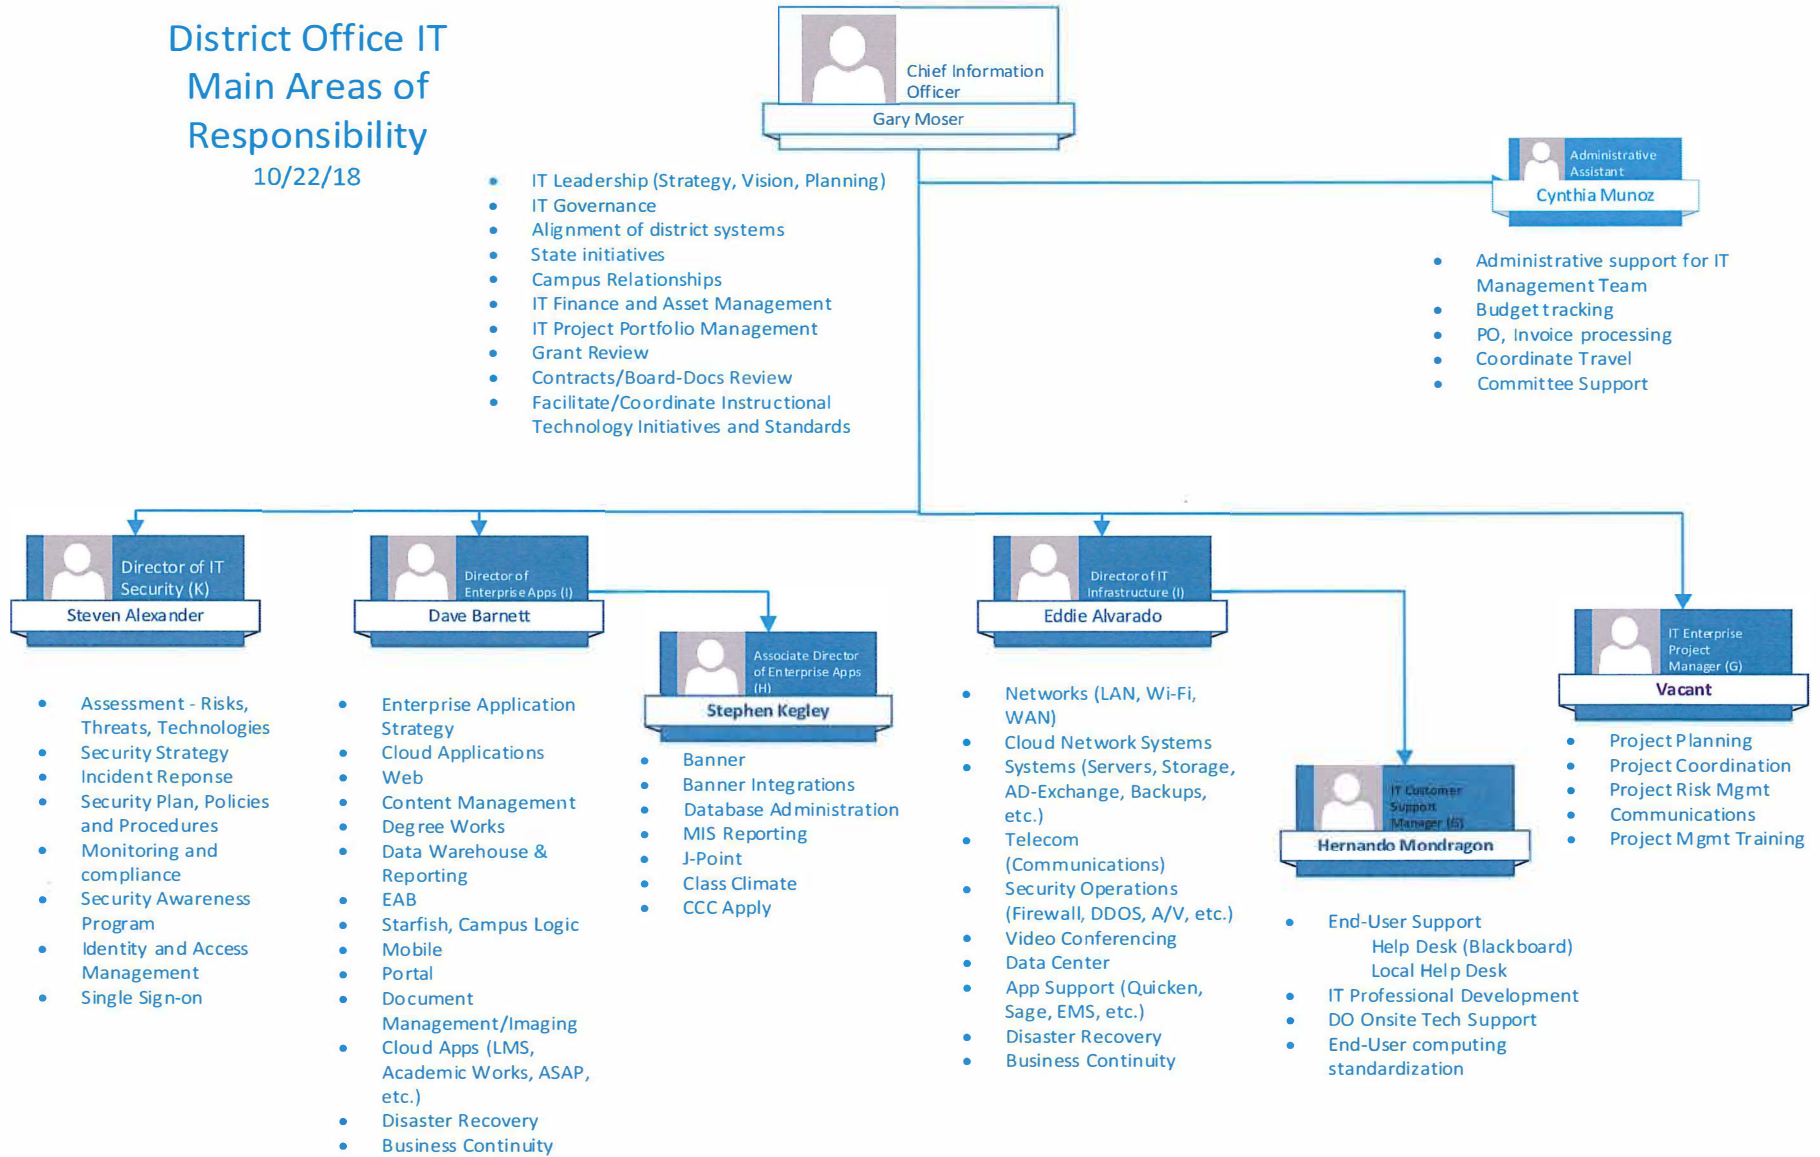 District Office IT
Main Areas of
Responsibility
10/22/18
Chief Information
Officer
Gary Moser
• IT Leadership (Strategy, Vision, Planning)
• IT Governance
• Alignment of district systems
• State initiatives
• Campus Relationships
• IT Finance and Asset Management
• IT Project Portfolio Management
• Grant Review
• Contracts/Board-Docs Review
• Facilitate/Coordinate Instructional
Technology Initiatives and Standards
Administrative
Assistant
Cynthia Munoz
• Administrative support for IT
Management Team
• Budget tracking
• PO, Invoice processing
• Coordinate Travel
• Committee Support
Director of IT
Security (K)
Steven Alexander
• Assessment - Risks,
Threats, Technologies
• Security Strategy
• Incident Reponse
• Security Plan, Policies
and Procedures
• Monitoring and
compliance
• Security Awareness
Program
• Identity and Access
Management
• Single Sign-on
Director of
Enterprise Apps (I)
Dave Barnett
• Enterprise Application
Strategy
• Cloud Applications
• Web
• Content Management
• Degree Works
• Data Warehouse &
Reporting
• EAB
• Starfish, Campus Logic
• Mobile
• Portal
• Document
Management/Imaging
• Cloud Apps (LMS,
Academic Works, ASAP,
etc.)
• Disaster Recovery
• Business Continuity
Associate Director
of Enterprise Apps
(H)
Stephen Kegley
• Banner
• Banner Integrations
• Database Administration
• MIS Reporting
• J-Point
• Class Climate
• CCC Apply
Director of IT
Infrastructure (I)
Eddie Alvarado
• Networks (LAN, Wi-Fi,
WAN)
• Cloud Network Systems
• Systems (Servers, Storage,
AD-Exchange, Backups,
etc.)
• Telecom
(Communications)
• Security Operations
(Firewall, DDOS, A/V, etc.)
• Video Conferencing
• Data Center
• App Support (Quicken,
Sage, EMS, etc.)
• Disaster Recovery
• Business Continuity
IT Customer
Support
Manager (G)
Hernando Mondragon
• End-User Support
Help Desk (Blackboard)
Local Help Desk
• IT Professional Development
• DO Onsite Tech Support
• End-User computing
standardization
IT Enterprise
Project
Manager (G)
Vacant
• Project Planning
• Project Coordination
• Project Risk Mgmt
• Communications
• Project Mgmt Training